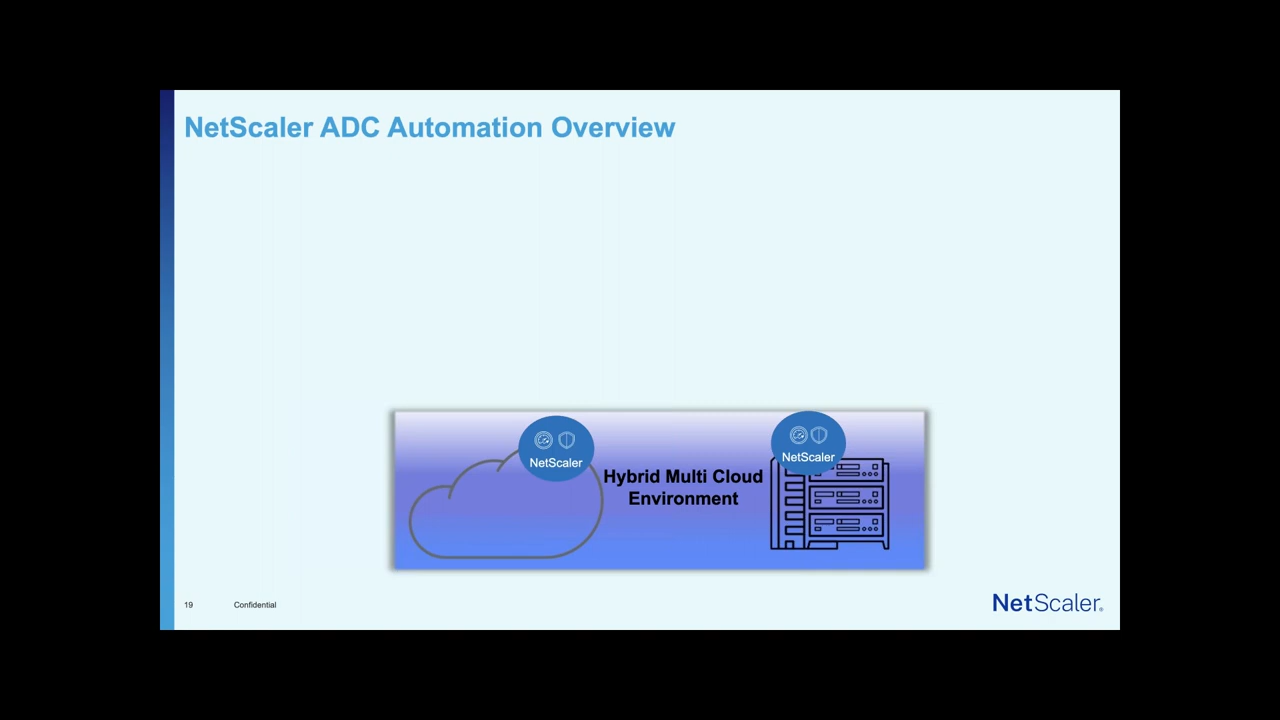 NetScaler ADC Automation Overview
NetScaler
NetScaler
Hybrid Multi Cloud
Environment
19
Confidential
NetScaler®